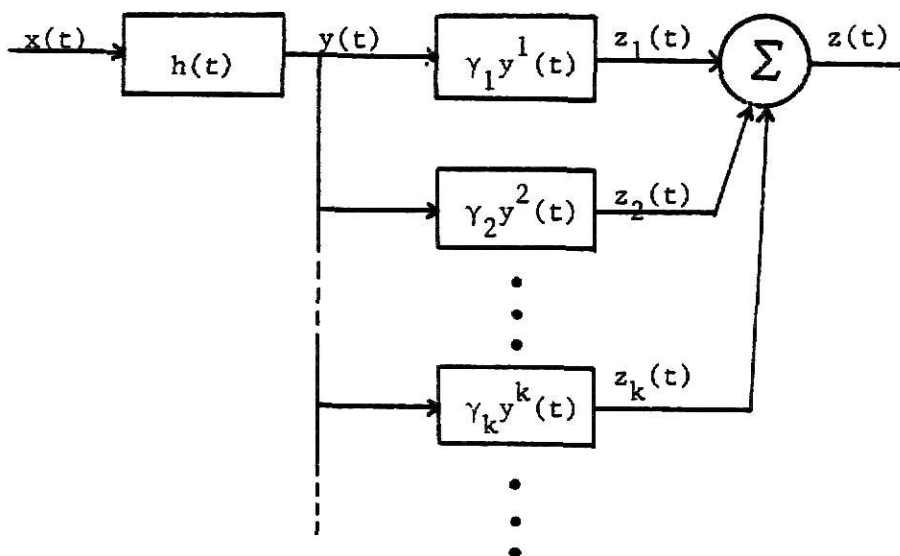 x(t) h(t) y(t) γ₁y¹(t) z₁(t) Σ z(t)
γ₂y²(t) z₂(t)
γₖyᵏ(t) zₖ(t)